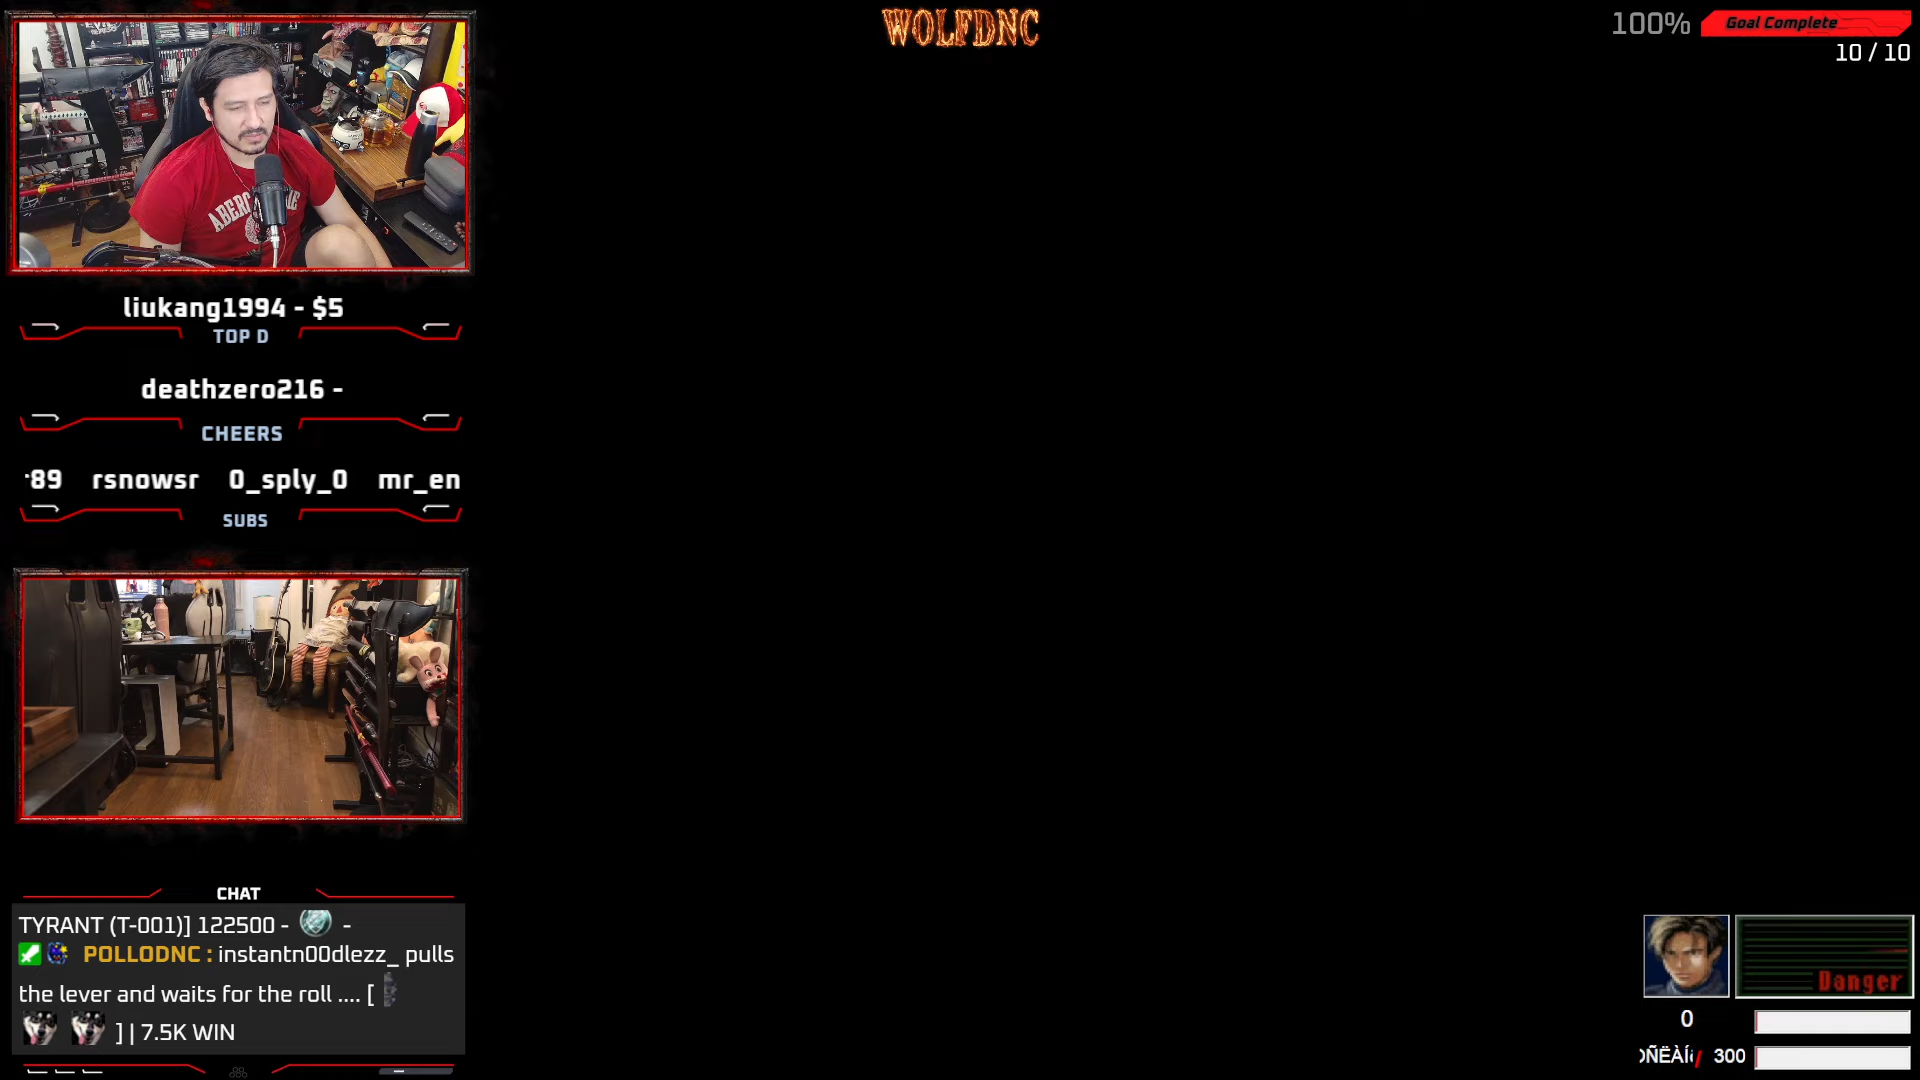 WOLFDNC
100% Goal Complete
10 / 10
ABERC
liukang1994 - $5
TOP D
deathzero216 -
CHEERS
89 rsnowsr 0_sply_0 mr_en
SUBS
CHAT
TYRANT (T-001)] 122500 - -
POLLODNC : instantn00dlezz_ pulls
the lever and waits for the roll .... [
] | 7.5K WIN
Danger
0
/ 300